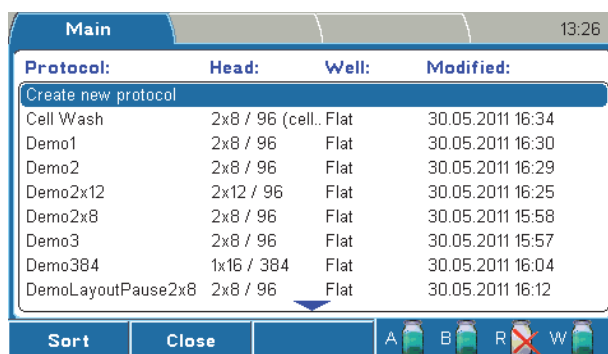 Main 13:26
Protocol: Head: Well: Modified:
Create new protocol
Cell Wash 2x8 / 96 (cell.. Flat 30.05.2011 16:34
Demo1 2x8 / 96 Flat 30.05.2011 16:30
Demo2 2x8 / 96 Flat 30.05.2011 16:29
Demo2x12 2x12 / 96 Flat 30.05.2011 16:25
Demo2x8 2x8 / 96 Flat 30.05.2011 15:58
Demo3 2x8 / 96 Flat 30.05.2011 15:57
Demo384 1x16 / 384 Flat 30.05.2011 16:04
DemoLayoutPause2x8 2x8 / 96 Flat 30.05.2011 16:12
Sort Close A B R W